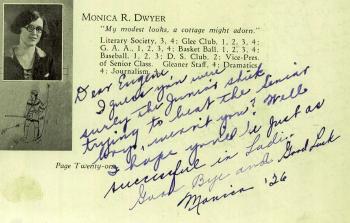 MONICA R. DWYER
"My modest looks, a cottage might adorn."
Literary Society, 3, 4; Glee Club, 1, 2, 3, 4;
G. A. A., 1, 2, 3, 4; Basket Ball, 1, 2, 3, 4;
Baseball, 1, 2, 3; D. S. Club, 2; Vice-Pres.
of Senior Class. Gleaner Staff, 4; Dramatics
4; Journalism, 4.
Dear Eugene
I guess you were
surely the Junior shiek
trying to beat the Senior
boys, weren't you? Well
I hope you'll be just as
successful in
Good Bye and Good Luck
Monica '26
Page Twenty-one